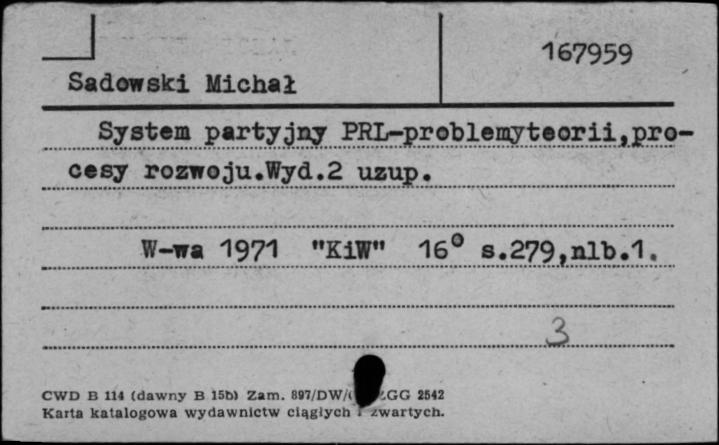 167959
Sadowski Michał
System partyjny PRL-problemyteorii,pro-
cesy rozwoju.Wyd.2 uzup.
W-wa 1971 "KiW" 16° s.279,nlb.1.
3
CWD B 114 (dawny B 15b) Zam. 897/DW/ ZGG 2542
Karta katalogowa wydawnictw ciągłych i zwartych.